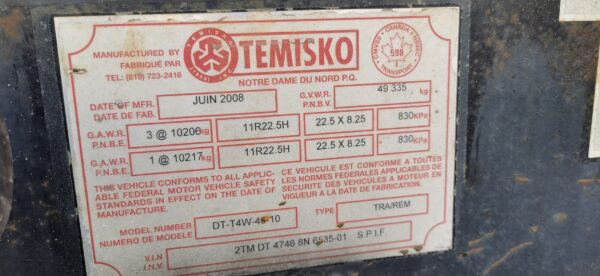 MANUFACTURED BY
FABRIQUÉ PAR
TEL: (819) 723-2416
TEMISKO
TEMISKO
NOTRE DAME DU NORD P.Q.
CANADA
598
TRANSPORT
DATE OF MFR. JUIN 2008 G.V.W.R. 49 335 kg
DATE DE FAB. P.N.B.V.
G.A.W.R. 3 @ 10206 kg 11R22.5H 22.5 X 8.25 830 KPA
P.N.B.E.
G.A.W.R. 1 @ 10217 kg 11R22.5H 22.5 X 8.25 830 KPA
P.N.B.E.
THIS VEHICLE CONFORMS TO ALL APPLIC-
ABLE FEDERAL MOTOR VEHICLE SAFETY
STANDARDS IN EFFECT ON THE DATE OF
MANUFACTURE.
CE VEHICULE EST CONFORME A TOUTES
LES NORMES FEDERALES APPLICABLES DE
SECURITE DES VEHICULES A MOTEUR EN
VIGUEUR A LA DATE DE FABRICATION.
MODEL NUMBER DT-T4W-46-10 TYPE TRA/REM
NUMERO DE MODELE
V.I.N 2TM DT 4746 8N 6535-01 S.P.I.F.
I.N.V.